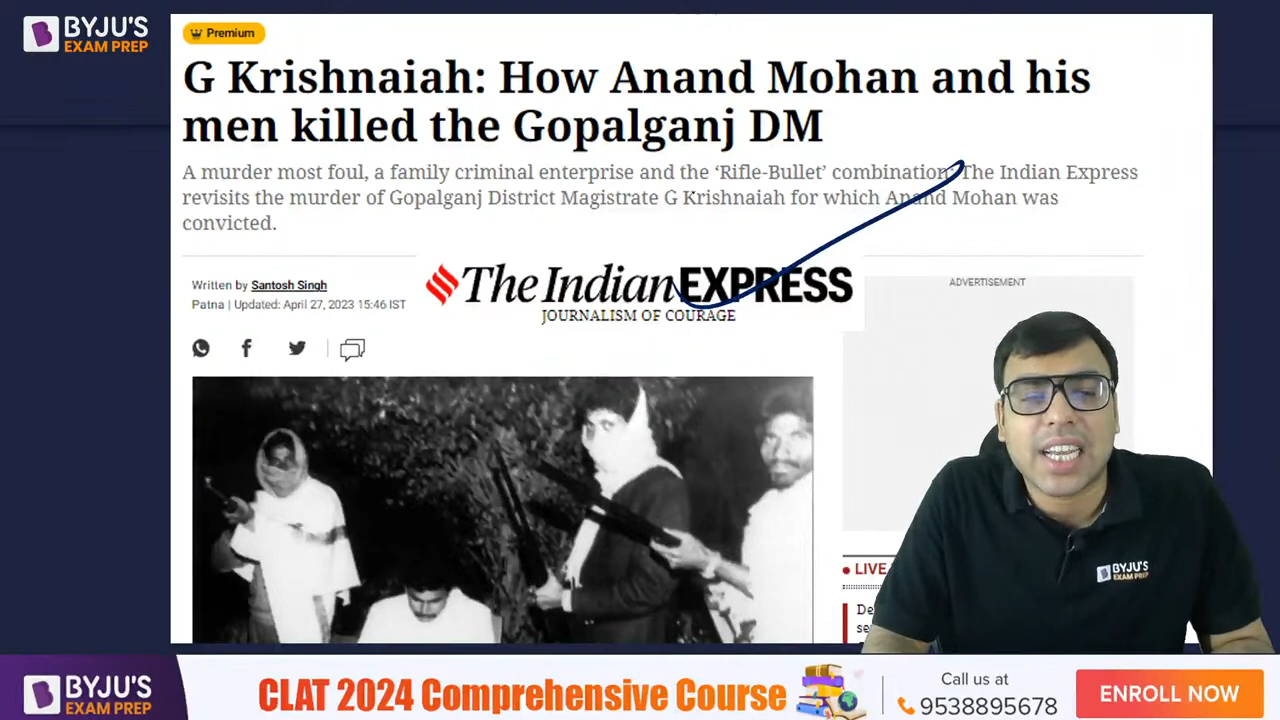 BYJU'S
EXAM PREP
Premium
G Krishnaiah: How Anand Mohan and his
men killed the Gopalganj DM
A murder most foul, a family criminal enterprise and the ‘Rifle-Bullet’ combination: The Indian Express
revisits the murder of Gopalganj District Magistrate G Krishnaiah for which Anand Mohan was
convicted.
Written by Santosh Singh
Patna | Updated: April 27, 2023 15:46 IST
The Indian EXPRESS
JOURNALISM OF COURAGE
ADVERTISEMENT
LIVE
De
se
BYJU'S
EXAM PREP
BYJU'S
EXAM PREP
CLAT 2024 Comprehensive Course
Call us at
9538895678
ENROLL NOW